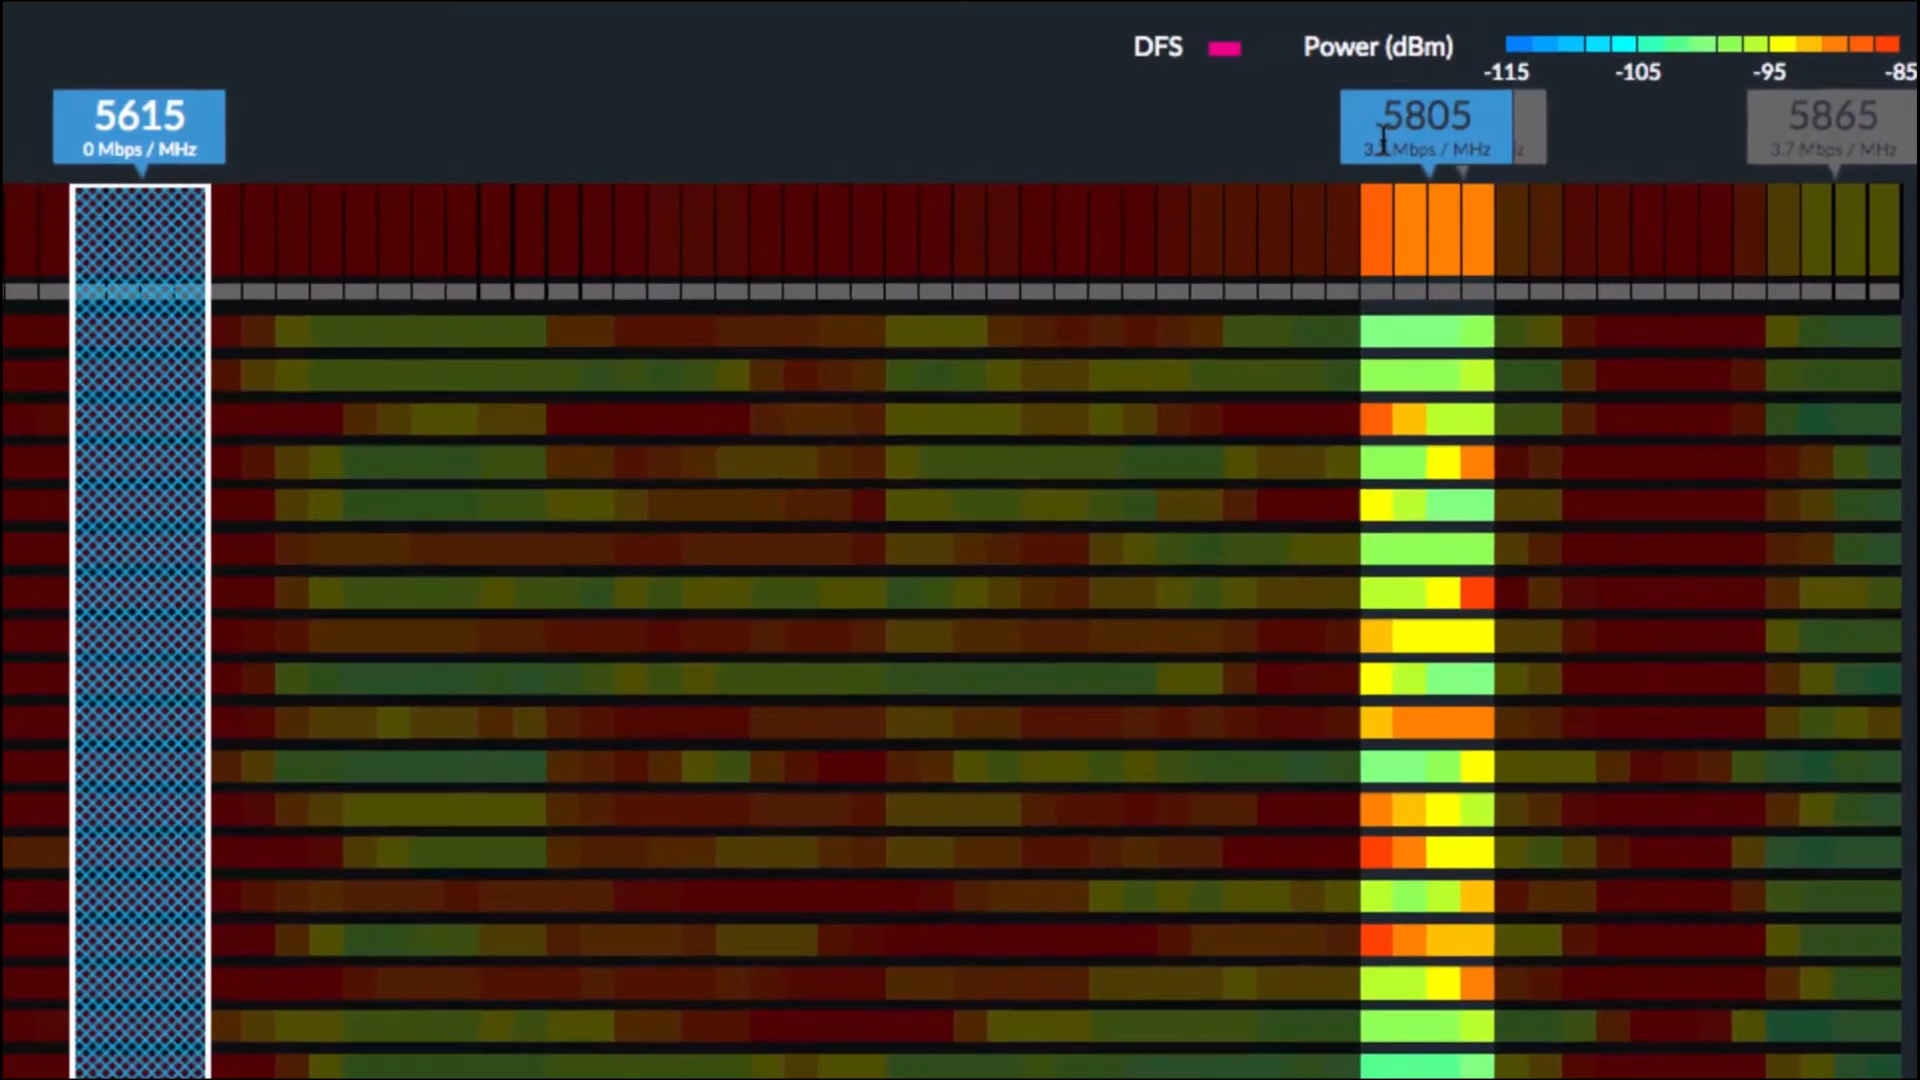 DFS
Power (dBm)
-115
-105
-95
-85
5615
0 Mbps / MHz
5805
Mbps / MHz
5865
3.7 Mbps / MHz